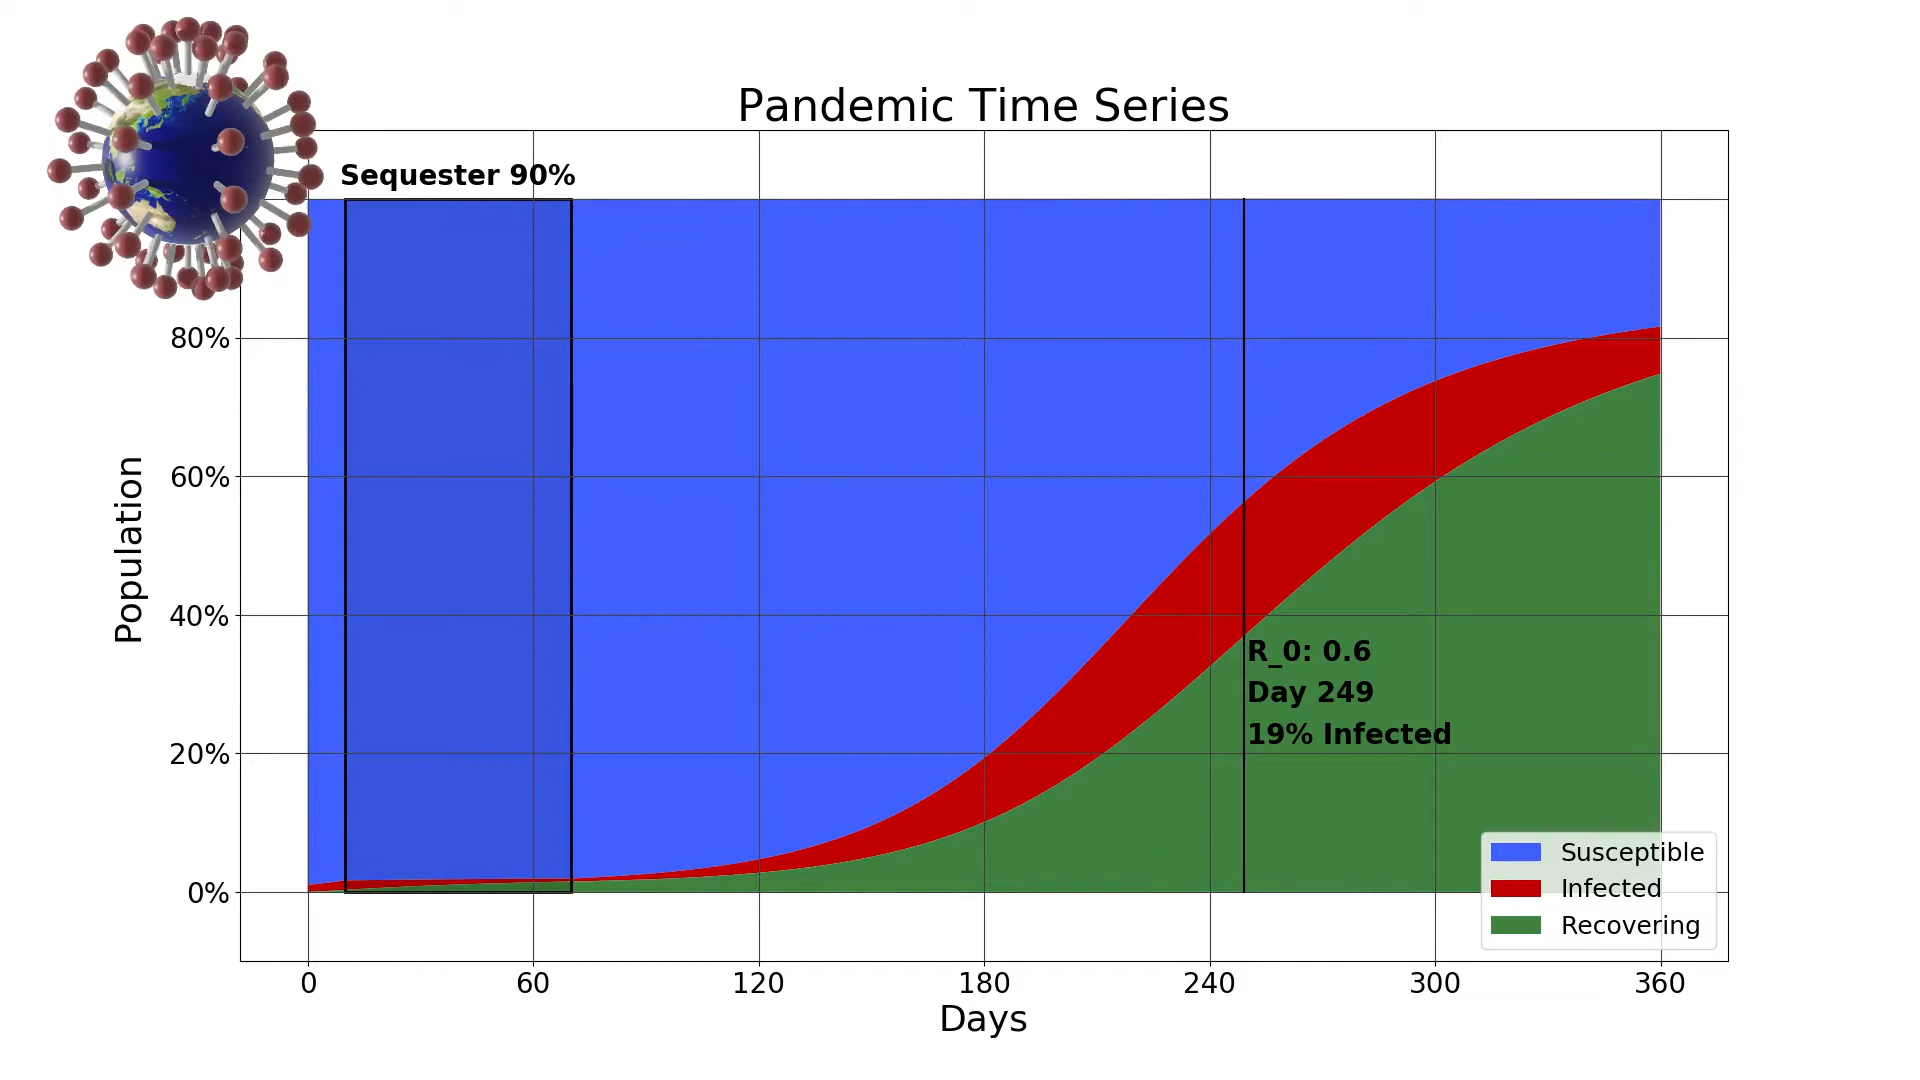 Pandemic Time Series
Sequester 90%
80%
60%
40%
20%
0%
Population
R_0: 0.6
Day 249
19% Infected
Susceptible
Infected
Recovering
0 60 120 180 240 300 360
Days